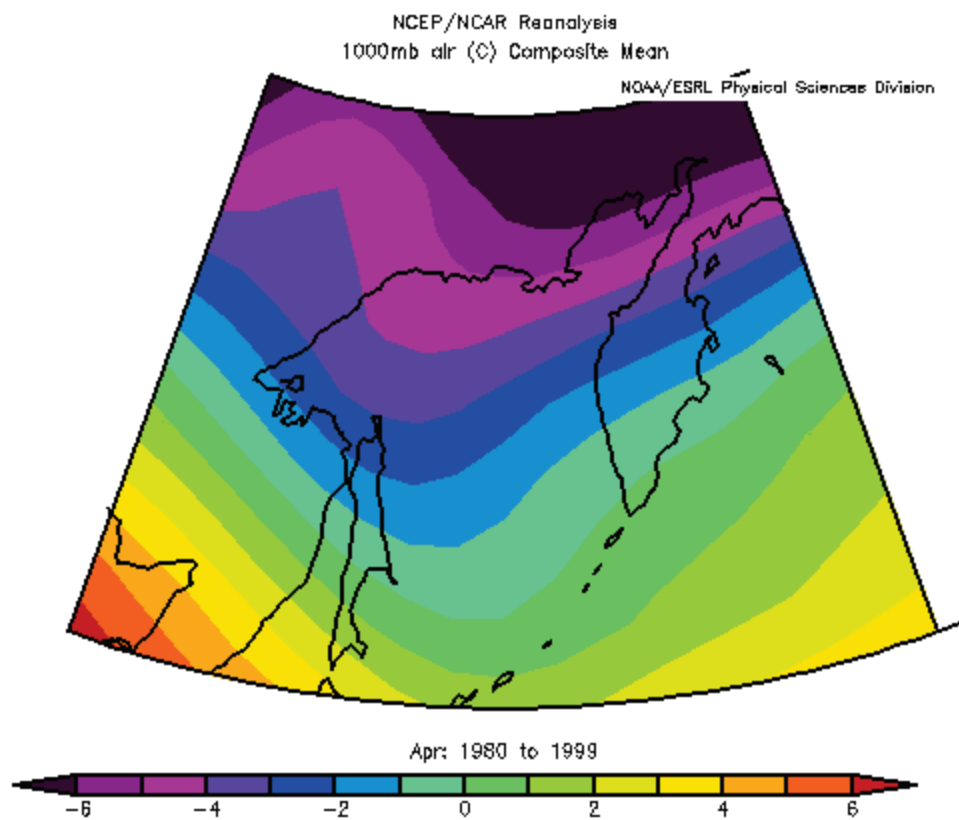 NCEP/NCAR Reanalysis
1000mb air (C) Composite Mean
NOAA/ESRL Physical Sciences Division
Apr: 1980 to 1999
-6 -4 -2 0 2 4 6